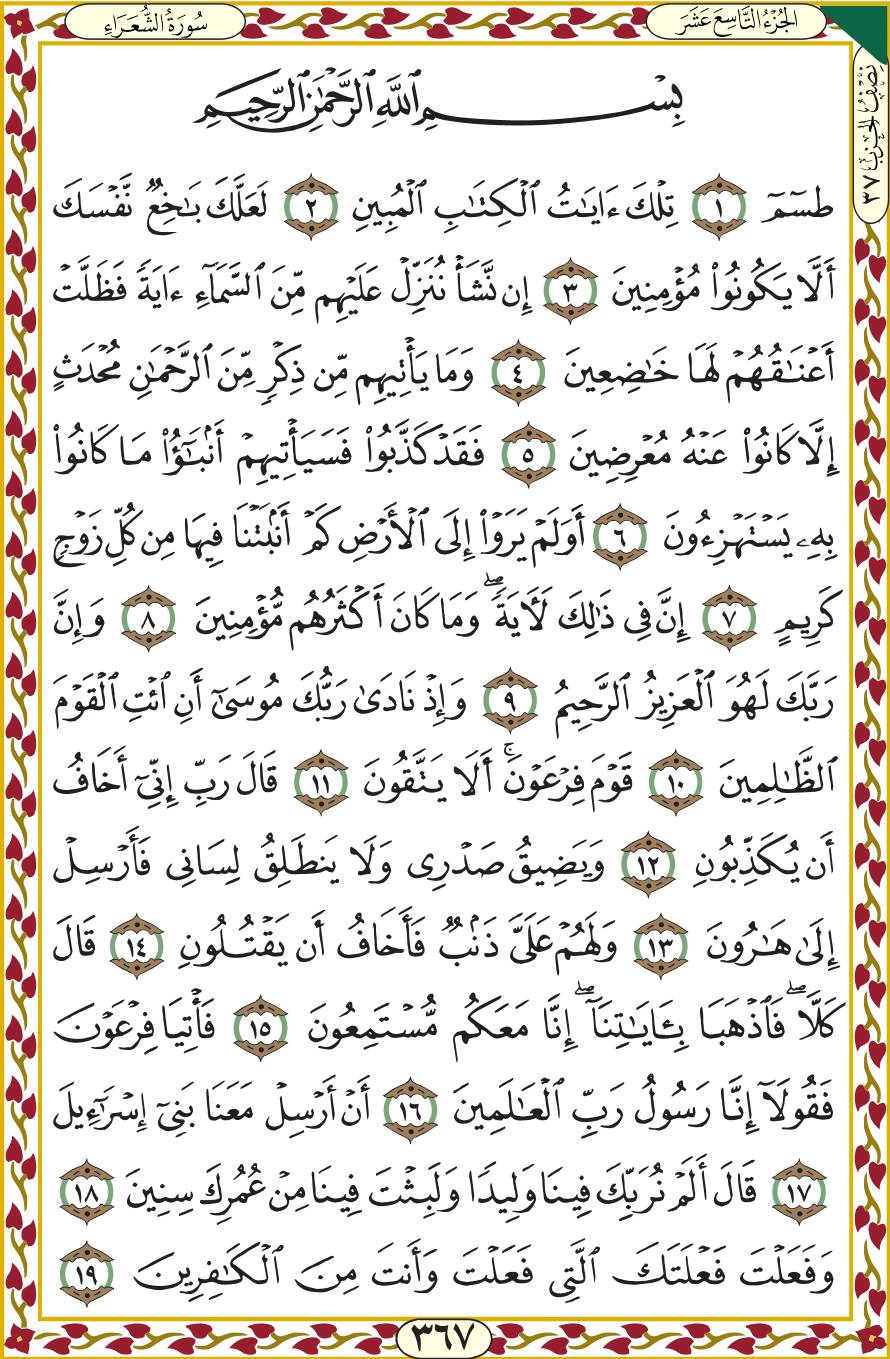 الجُزْءُ التَّاسِعَ عَشَرَ
سُورَةُ الشُّعَرَاءِ
نصف الحزب ٣٧
بِسْمِ ٱللَّهِ ٱلرَّحْمَٰنِ ٱلرَّحِيمِ
طسٓمٓ ١ تِلْكَ ءَايَٰتُ ٱلْكِتَٰبِ ٱلْمُبِينِ ٢ لَعَلَّكَ بَٰخِعٌ نَّفْسَكَ
أَلَّا يَكُونُوا۟ مُؤْمِنِينَ ٣ إِن نَّشَأْ نُنَزِّلْ عَلَيْهِم مِّنَ ٱلسَّمَآءِ ءَايَةً فَظَلَّتْ
أَعْنَٰقُهُمْ لَهَا خَٰضِعِينَ ٤ وَمَا يَأْتِيهِم مِّن ذِكْرٍ مِّنَ ٱلرَّحْمَٰنِ مُحْدَثٍ
إِلَّا كَانُوا۟ عَنْهُ مُعْرِضِينَ ٥ فَقَدْ كَذَّبُوا۟ فَسَيَأْتِيهِمْ أَنۢبَٰٓؤُا۟ مَا كَانُوا۟
بِهِۦ يَسْتَهْزِءُونَ ٦ أَوَلَمْ يَرَوْا۟ إِلَى ٱلْأَرْضِ كَمْ أَنۢبَتْنَا فِيهَا مِن كُلِّ زَوْجٍ
كَرِيمٍ ٧ إِنَّ فِى ذَٰلِكَ لَءَايَةً ۖ وَمَا كَانَ أَكْثَرُهُم مُّؤْمِنِينَ ٨ وَإِنَّ
رَبَّكَ لَهُوَ ٱلْعَزِيزُ ٱلرَّحِيمُ ٩ وَإِذْ نَادَىٰ رَبُّكَ مُوسَىٰٓ أَنِ ٱئْتِ ٱلْقَوْمَ
ٱلظَّٰلِمِينَ ١٠ قَوْمَ فِرْعَوْنَ ۚ أَلَا يَتَّقُونَ ١١ قَالَ رَبِّ إِنِّىٓ أَخَافُ
أَن يُكَذِّبُونِ ١٢ وَيَضِيقُ صَدْرِى وَلَا يَنطَلِقُ لِسَانِى فَأَرْسِلْ
إِلَىٰ هَٰرُونَ ١٣ وَلَهُمْ عَلَىَّ ذَنۢبٌ فَأَخَافُ أَن يَقْتُلُونِ ١٤ قَالَ
كَلَّا ۖ فَٱذْهَبَا بِـَٔايَٰتِنَآ ۖ إِنَّا مَعَكُم مُّسْتَمِعُونَ ١٥ فَأْتِيَا فِرْعَوْنَ
فَقُولَآ إِنَّا رَسُولُ رَبِّ ٱلْعَٰلَمِينَ ١٦ أَنْ أَرْسِلْ مَعَنَا بَنِىٓ إِسْرَٰٓءِيلَ
١٧ قَالَ أَلَمْ نُرَبِّكَ فِينَا وَلِيدًا وَلَبِثْتَ فِينَا مِنْ عُمُرِكَ سِنِينَ ١٨
وَفَعَلْتَ فَعْلَتَكَ ٱلَّتِى فَعَلْتَ وَأَنتَ مِنَ ٱلْكَٰفِرِينَ ١٩
٣٦٧